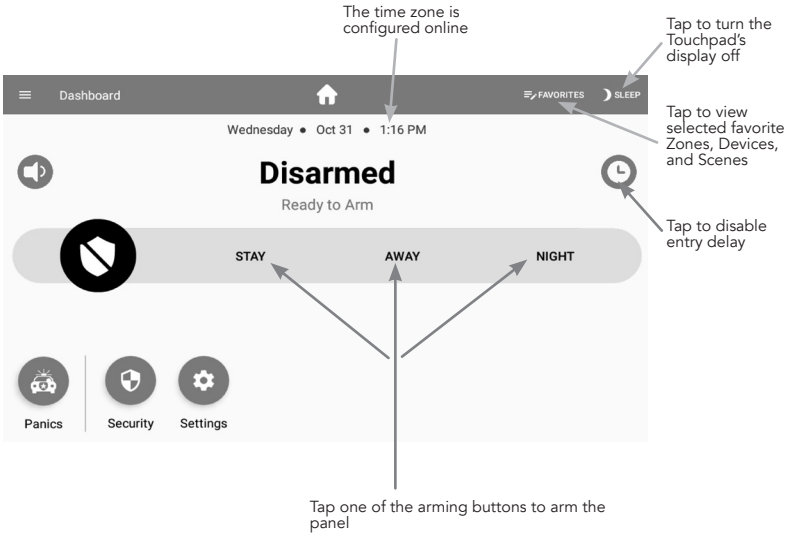 The time zone is
configured online
Tap to turn the
Touchpad's
display off
Dashboard
FAVORITES
SLEEP
Tap to view
selected favorite
Zones, Devices,
and Scenes
Wednesday ● Oct 31 ● 1:16 PM
Disarmed
Ready to Arm
Tap to disable
entry delay
STAY
AWAY
NIGHT
Panics
Security
Settings
Tap one of the arming buttons to arm the
panel